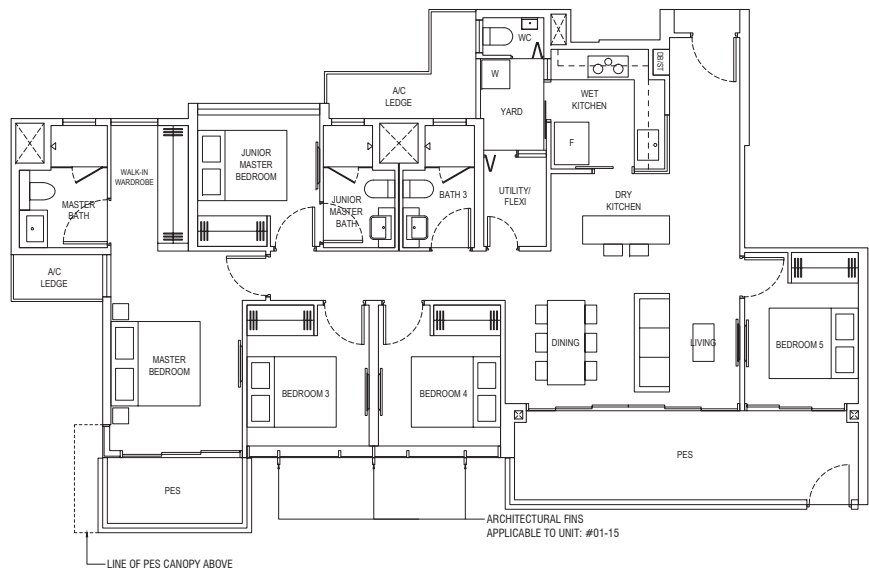 WC
DB/ST
W
A/C
LEDGE
WET
KITCHEN
YARD
F
JUNIOR
MASTER
BEDROOM
WALK-IN
WARDROBE
MASTER
BATH
JUNIOR
MASTER
BATH
BATH 3
UTILITY/
FLEXI
DRY
KITCHEN
A/C
LEDGE
MASTER
BEDROOM
DINING
LIVING
BEDROOM 5
BEDROOM 3
BEDROOM 4
PES
PES
ARCHITECTURAL FINS
APPLICABLE TO UNIT: #01-15
LINE OF PES CANOPY ABOVE